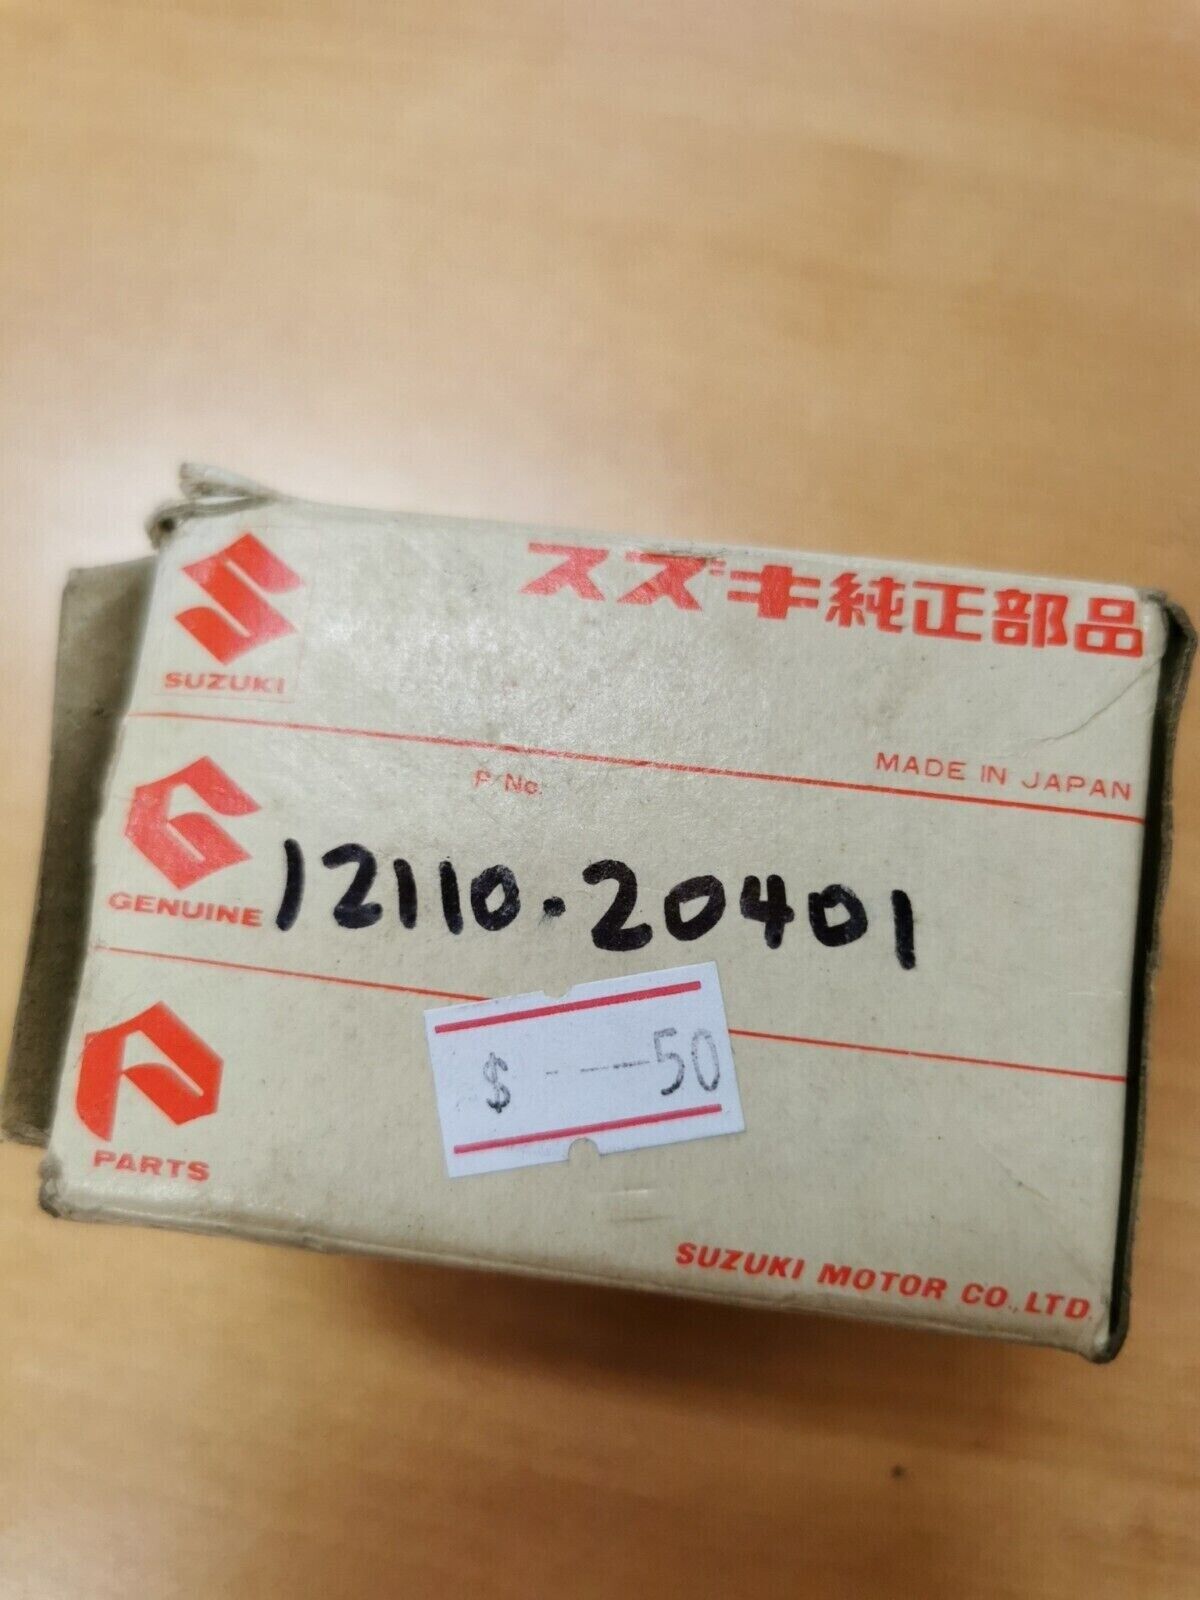 スズキ純正部品
SUZUKI
MADE IN JAPAN
P/No.
GENUINE
12110-20401
$ ----50
PARTS
SUZUKI MOTOR CO.,LTD.